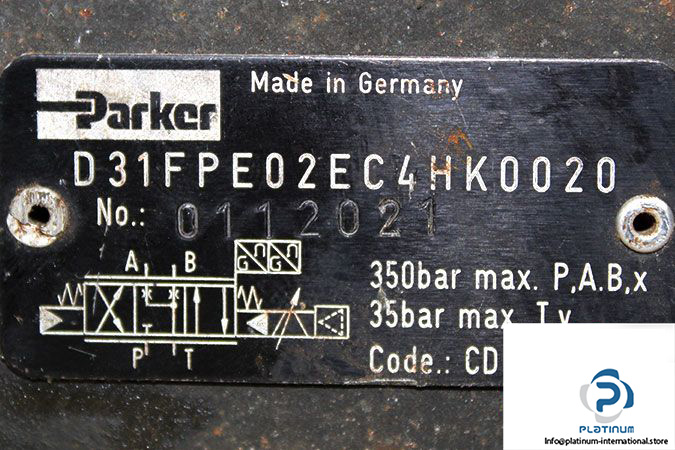 Parker
Made in Germany
D31FPE02EC4HK0020
No.: 0112021
A B
G G
350bar max. P,A.B,x
35bar max. T,y
P T
Code.: CD
PLATINUM
Info@platinum-international.store